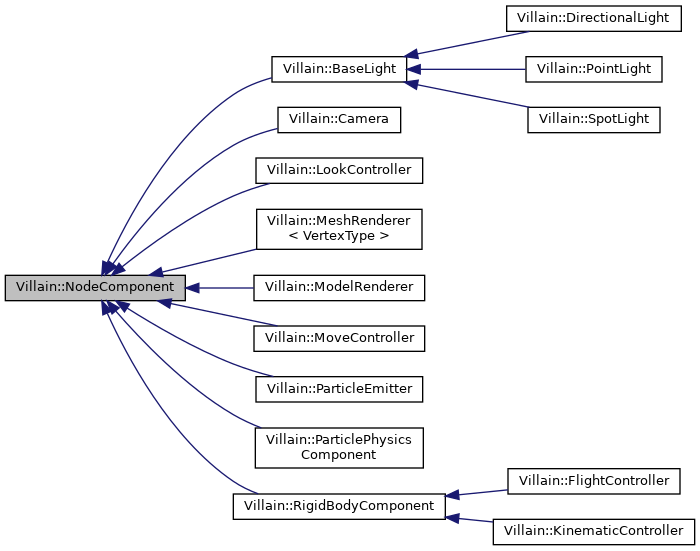 Villain::DirectionalLight
Villain::BaseLight
Villain::PointLight
Villain::SpotLight
Villain::Camera
Villain::LookController
Villain::MeshRenderer
< VertexType >
Villain::NodeComponent
Villain::ModelRenderer
Villain::MoveController
Villain::ParticleEmitter
Villain::ParticlePhysics
Component
Villain::RigidBodyComponent
Villain::FlightController
Villain::KinematicController